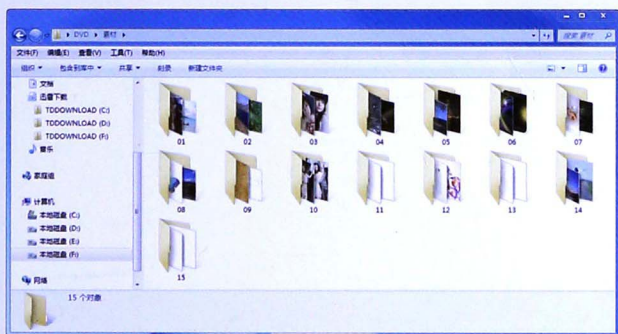 DVD ▸ 素材 ▸
搜索 素材
文件(F) 编辑(E) 查看(V) 工具(T) 帮助(H)
组织 包含到库中 共享 刻录 新建文件夹
文档
迅雷下载
TDDOWNLOAD (C:)
TDDOWNLOAD (D:)
TDDOWNLOAD (F:)
音乐
家庭组
计算机
本地磁盘 (C:)
本地磁盘 (D:)
本地磁盘 (E:)
本地磁盘 (F:)
网络
01 02 03 04 05 06 07
08 09 10 11 12 13 14
15
15 个对象